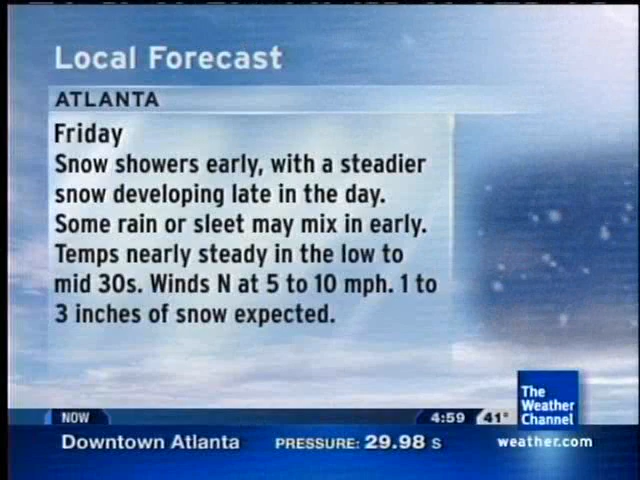 Local Forecast
ATLANTA
Friday
Snow showers early, with a steadier
snow developing late in the day.
Some rain or sleet may mix in early.
Temps nearly steady in the low to
mid 30s. Winds N at 5 to 10 mph. 1 to
3 inches of snow expected.
The
Weather
Channel
NOW
4:59 41°
Downtown Atlanta PRESSURE: 29.98 S weather.com